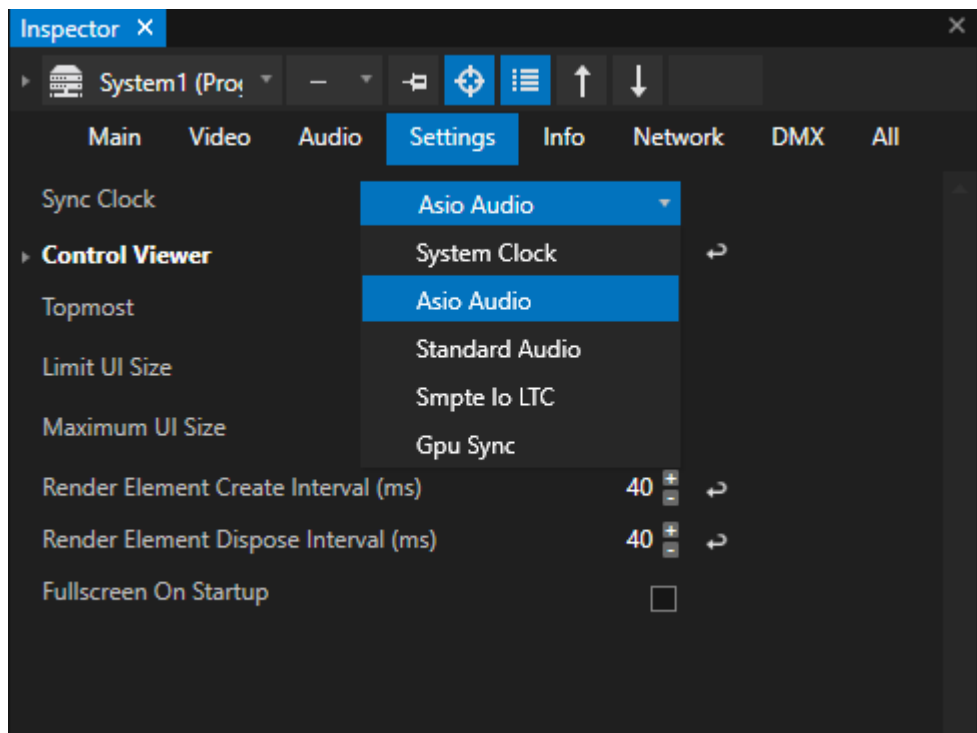 Inspector
System1 (Pro
Main Video Audio Settings Info Network DMX All
Sync Clock Asio Audio
Control Viewer System Clock
Topmost Asio Audio
Limit UI Size Standard Audio
Smpte Io LTC
Maximum UI Size Gpu Sync
Render Element Create Interval (ms) 40
Render Element Dispose Interval (ms) 40
Fullscreen On Startup